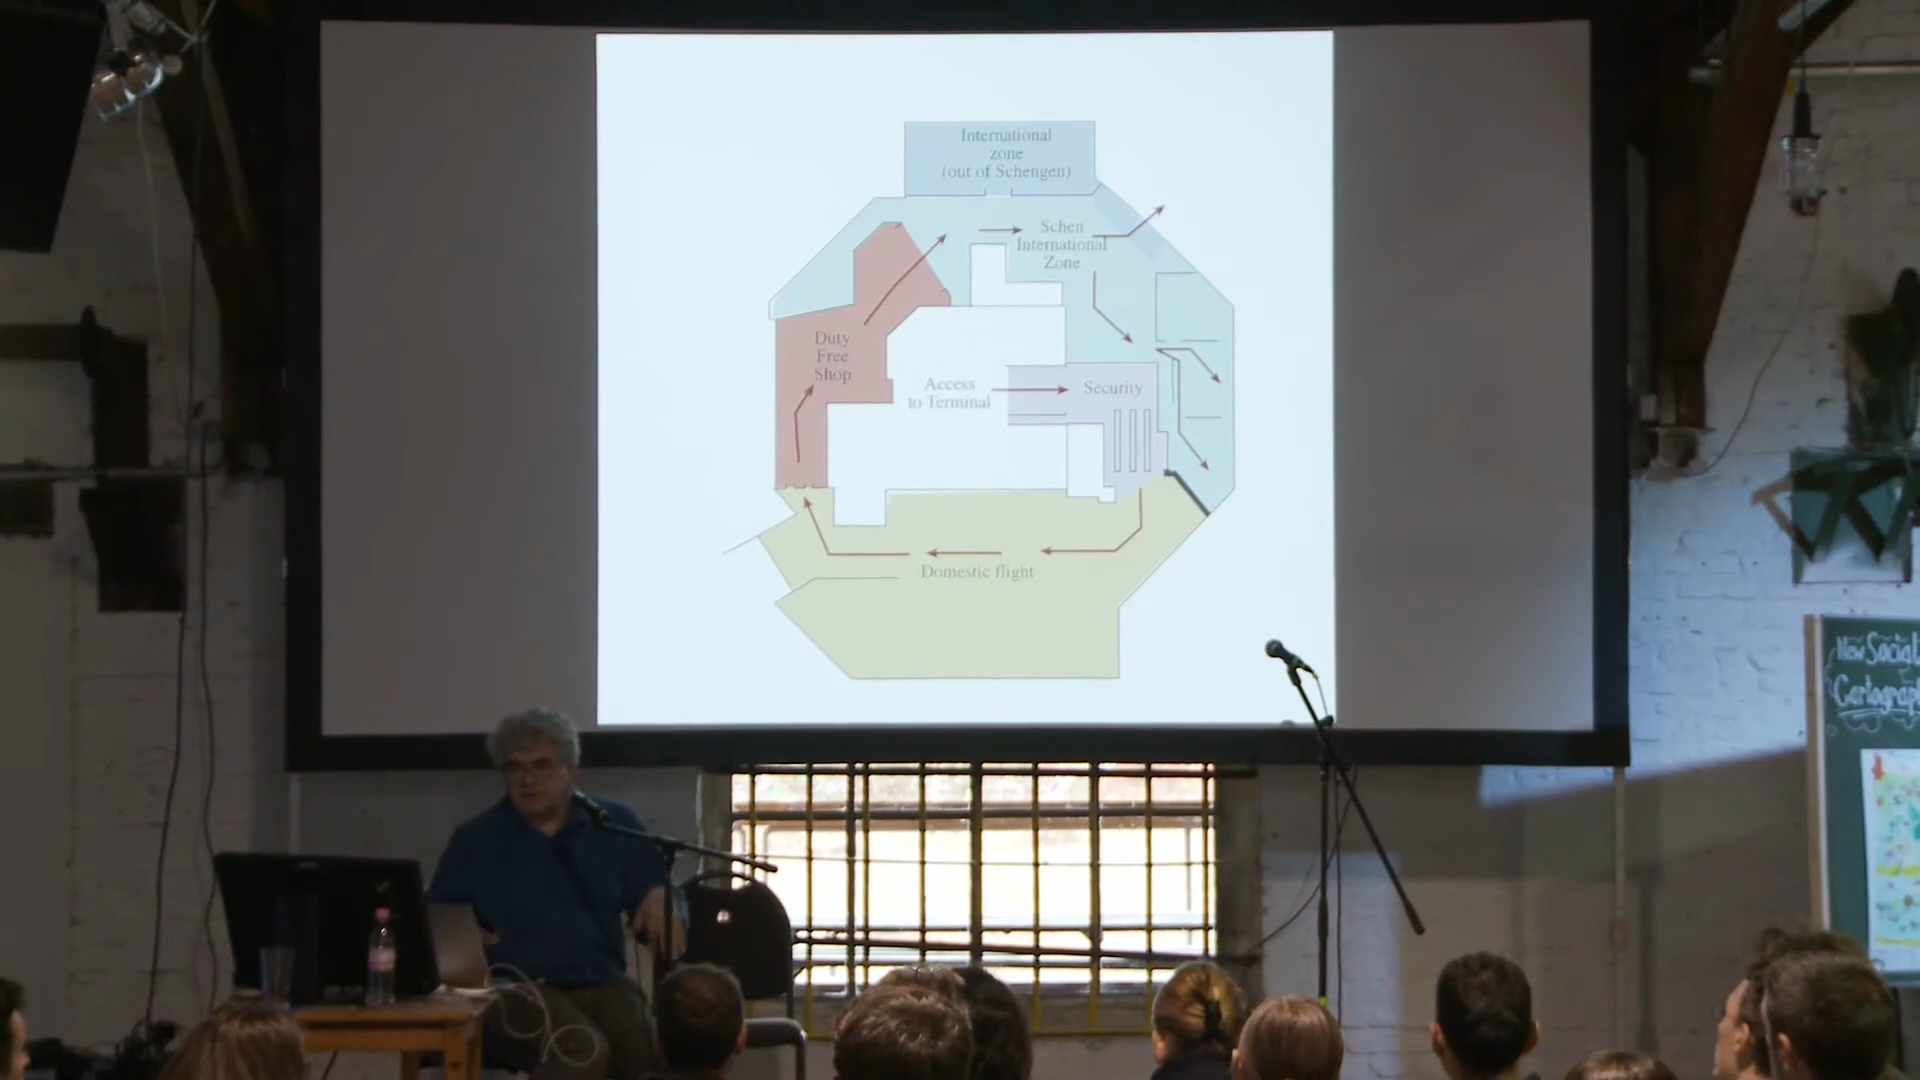 International
zone
(out of Schengen)
Schen
International
Zone
Duty
Free
Shop
Access
to Terminal
Security
Domestic flight
New Social
Cartograp